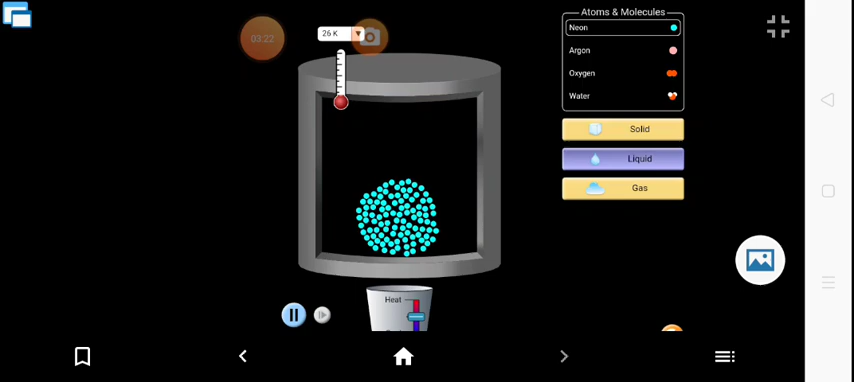 Atoms & Molecules
03:22
26 K
Neon
Argon
Oxygen
Water
Solid
Liquid
Gas
Heat